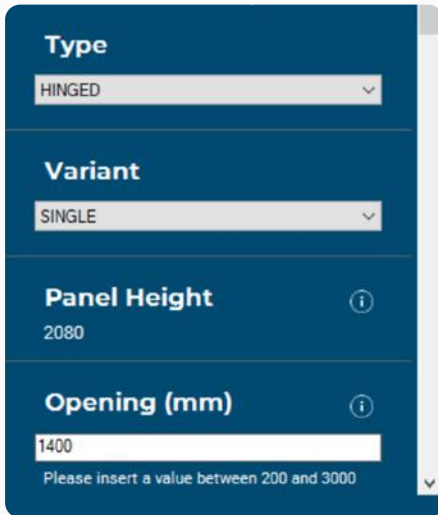 Type
HINGED
Variant
SINGLE
Panel Height
2080
Opening (mm)
1400
Please insert a value between 200 and 3000